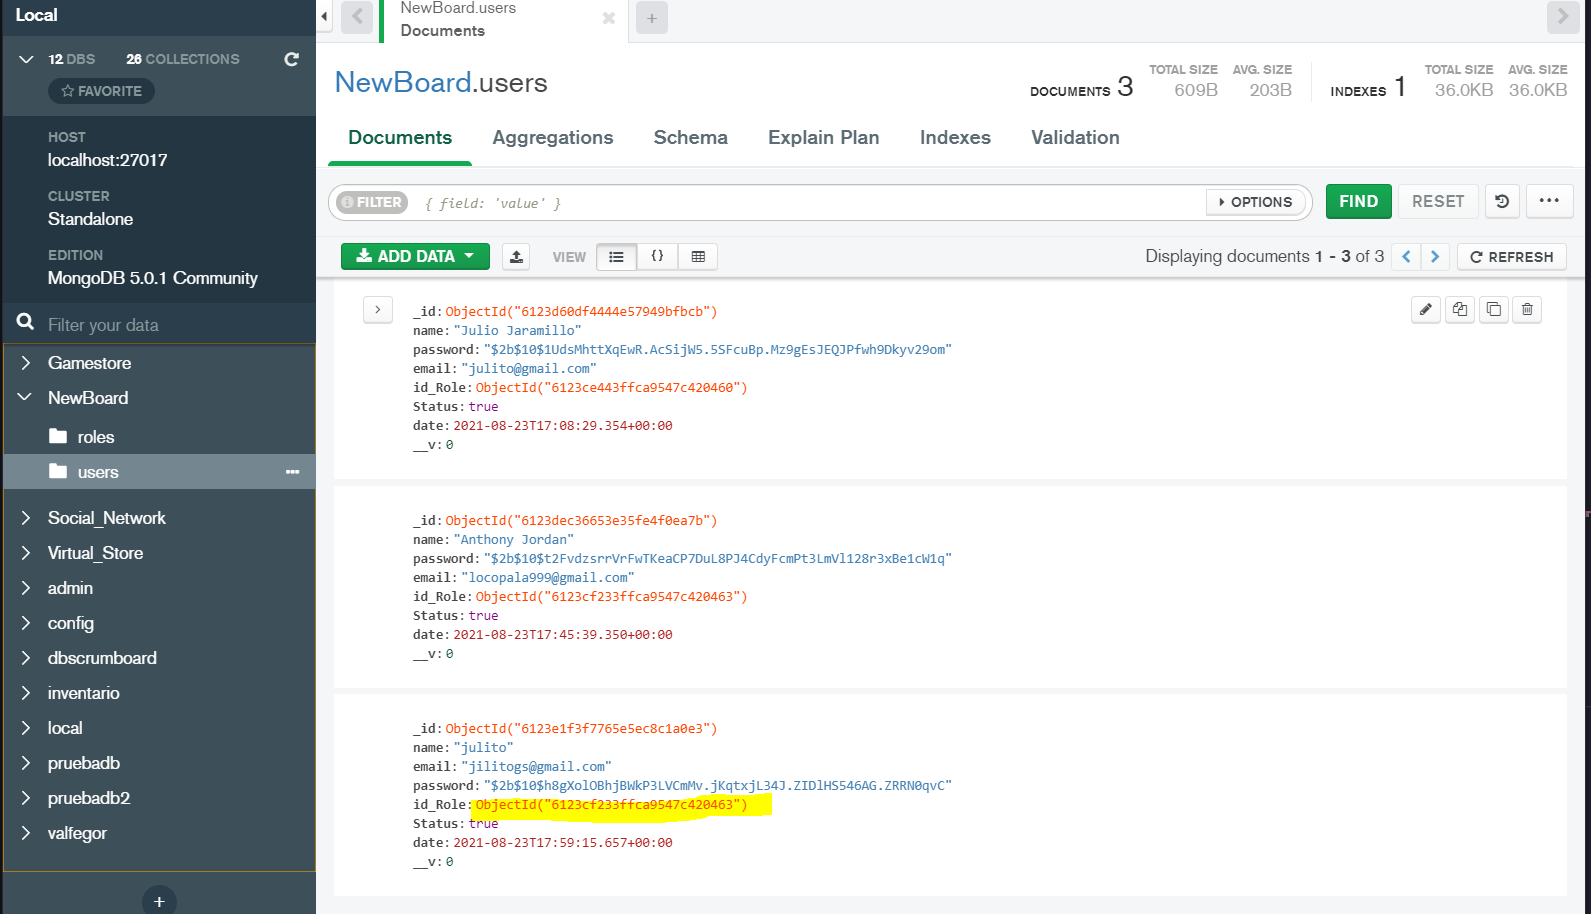 Local
12 DBS 26 COLLECTIONS
FAVORITE
HOST
localhost:27017
CLUSTER
Standalone
EDITION
MongoDB 5.0.1 Community
Filter your data
Gamestore
NewBoard
roles
users
Social_Network
Virtual_Store
admin
config
dbscrumboard
inventario
local
pruebadb
pruebadb2
valfegor
NewBoard.users
Documents
NewBoard.users
DOCUMENTS 3
TOTAL SIZE
609B
AVG. SIZE
203B
INDEXES 1
TOTAL SIZE
36.0KB
AVG. SIZE
36.0KB
Documents Aggregations Schema Explain Plan Indexes Validation
FILTER { field: 'value' } OPTIONS FIND RESET
ADD DATA VIEW {} Displaying documents 1 - 3 of 3 REFRESH
_id: ObjectId("6123d60df4444e57949bfbcb")
name: "Julio Jaramillo"
password: "$2b$10$1UdsMhttXqEwR.AcSijW5.5SFcuBp.Mz9gEsJEQJPfwh9Dkyv29om"
email: "julito@gmail.com"
id_Role: ObjectId("6123ce443ffca9547c420460")
Status: true
date: 2021-08-23T17:08:29.354+00:00
__v: 0
_id: ObjectId("6123dec36653e35fe4f0ea7b")
name: "Anthony Jordan"
password: "$2b$10$t2FvdzsrrVrFwTKeaCP7DuL8PJ4CdyFcmPt3LmVl128r3xBe1cW1q"
email: "locopala999@gmail.com"
id_Role: ObjectId("6123cf233ffca9547c420463")
Status: true
date: 2021-08-23T17:45:39.350+00:00
__v: 0
_id: ObjectId("6123e1f3f7765e5ec8c1a0e3")
name: "julito"
email: "jilitogs@gmail.com"
password: "$2b$10$h8gXolOBhjBWkP3LVCmMv.jKqtxjL34J.ZIDlHS546AG.ZRRN0qvC"
id_Role: ObjectId("6123cf233ffca9547c420463")
Status: true
date: 2021-08-23T17:59:15.657+00:00
__v: 0